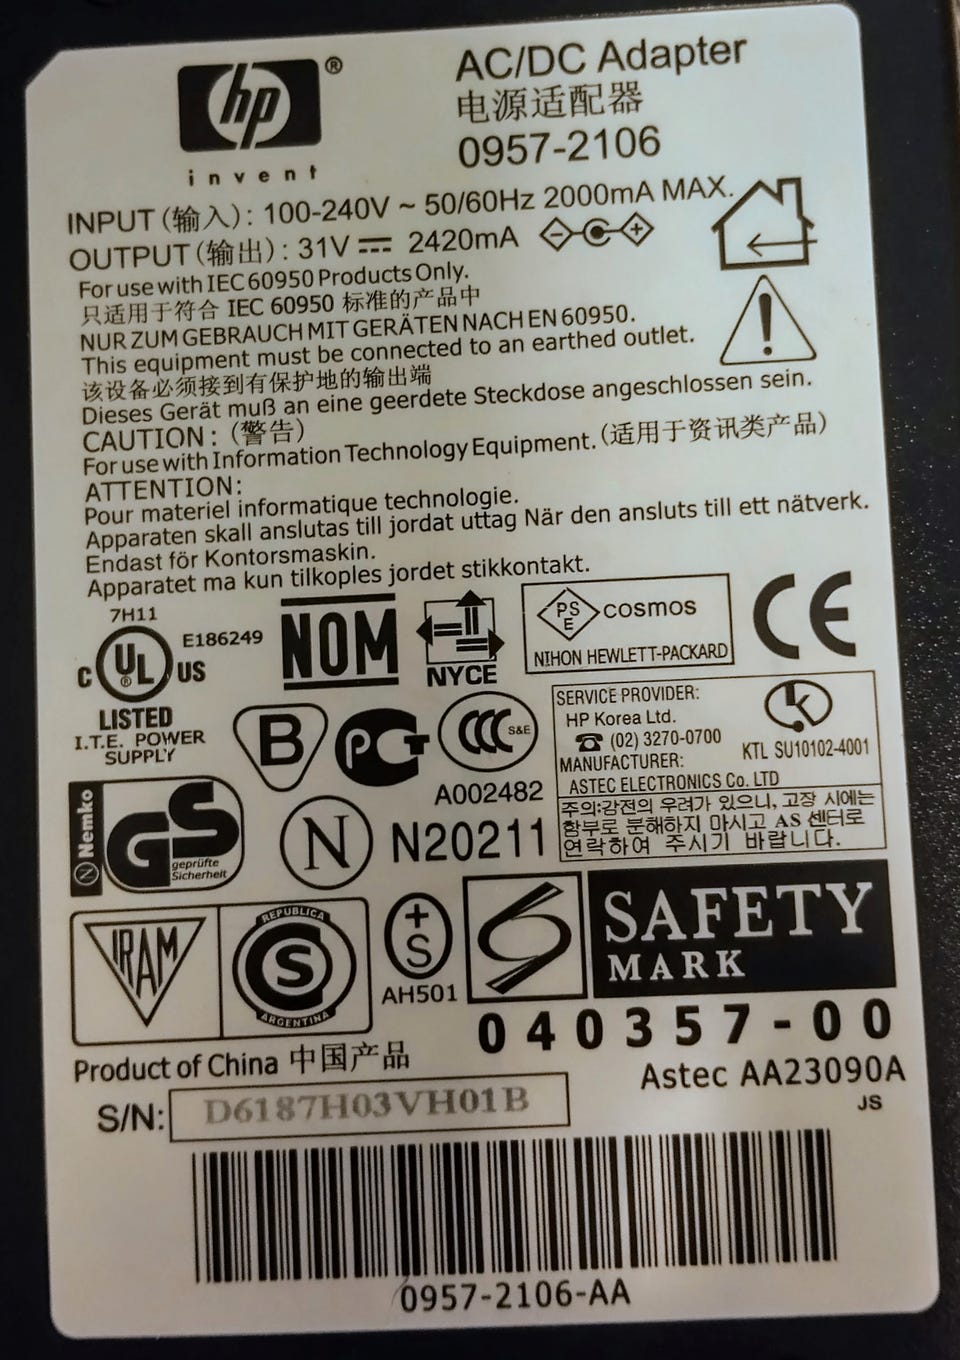 hp®
invent
AC/DC Adapter
电源适配器
0957-2106
INPUT (输入): 100-240V ~ 50/60Hz 2000mA MAX.
OUTPUT (输出): 31V ⎓ 2420mA
For use with IEC 60950 Products Only.
只适用于符合 IEC 60950 标准的产品中
NUR ZUM GEBRAUCH MIT GERÄTEN NACH EN 60950.
This equipment must be connected to an earthed outlet.
该设备必须接到有保护地的输出端
Dieses Gerät muß an eine geerdete Steckdose angeschlossen sein.
CAUTION: (警告)
For use with Information Technology Equipment. (适用于资讯类产品)
ATTENTION:
Pour materiel informatique technologie.
Apparaten skall anslutas till jordat uttag När den ansluts till ett nätverk.
Endast för Kontorsmaskin.
Apparatet ma kun tilkoples jordet stikkontakt.
7H11
E186249
C UL® US
LISTED
I.T.E. POWER
SUPPLY
NOM
NYCE
PSE cosmos
NIHON HEWLETT-PACKARD
CE
B
PCT
CCC S&E
A002482
SERVICE PROVIDER:
HP Korea Ltd.
☎ (02) 3270-0700
KTL SU10102-4001
MANUFACTURER:
ASTEC ELECTRONICS Co. LTD
주의:감전의 우려가 있으니, 고장 시에는
함부로 분해하지 마시고 AS 센터로
연락하여 주시기 바랍니다.
N Nemko
GS
geprüfte
Sicherheit
N N20211
IRAM
REPUBLICA
S
ARGENTINA
+S
AH501
SAFETY
MARK
040357-00
Product of China 中国产品
Astec AA23090A
JS
S/N: D6187H03VH01B
0957-2106-AA